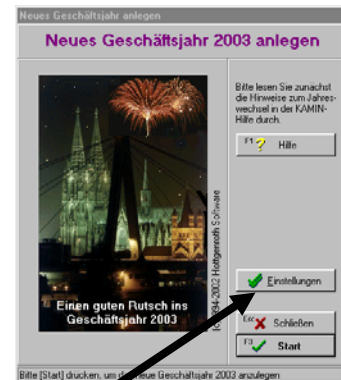 Neues Geschäftsjahr anlegen
Neues Geschäftsjahr 2003 anlegen
Bitte lesen Sie zunächst
die Hinweise zum Jahres-
wechsel in der KAMIN-
Hilfe durch.
F1 ? Hilfe
(c) 1994-2002 Hottgenroth Software
Einen guten Rutsch ins
Geschäftsjahr 2003
Einstellungen
Esc Schließen
F3 Start
Bitte [Start] drücken, um das neue Geschäftsjahr 2003 anzulegen